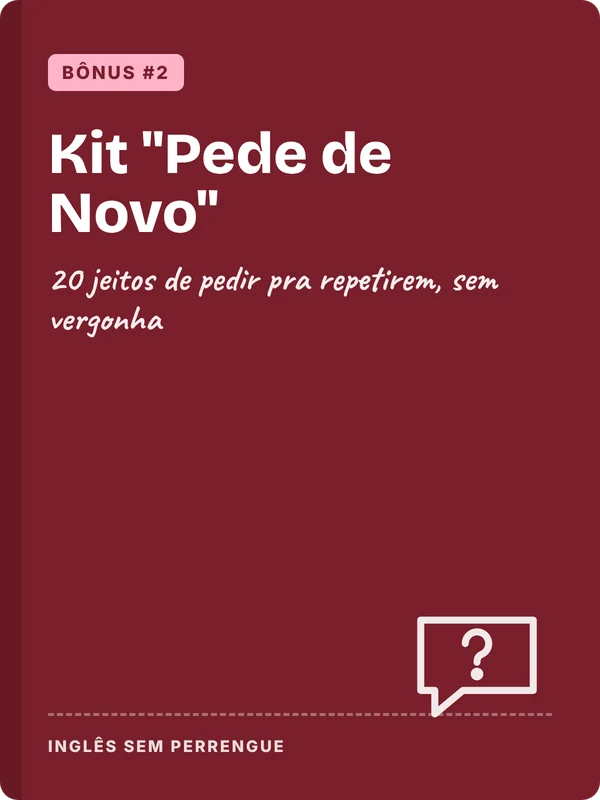 BÔNUS #2
Kit "Pede de
Novo"
20 jeitos de pedir pra repetirem, sem
vergonha
?
INGLÊS SEM PERRENGUE